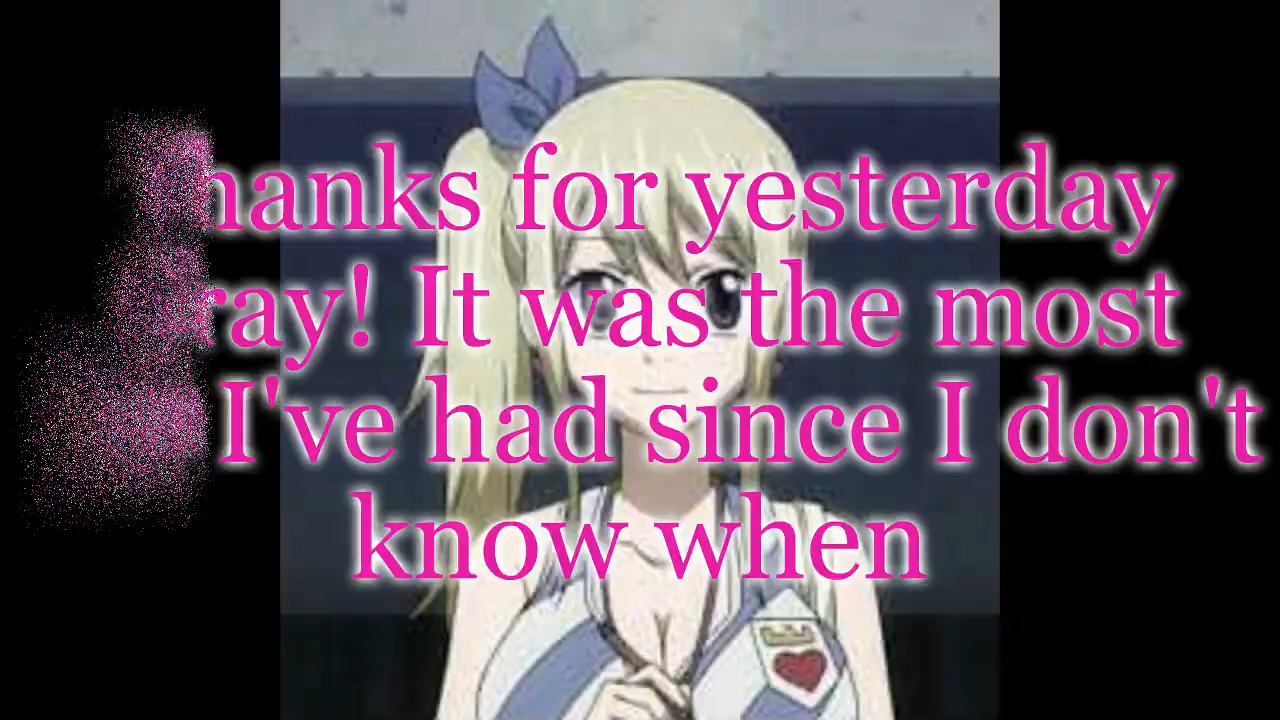 hanks for yesterday
ray! It was the most
I've had since I don't
know when